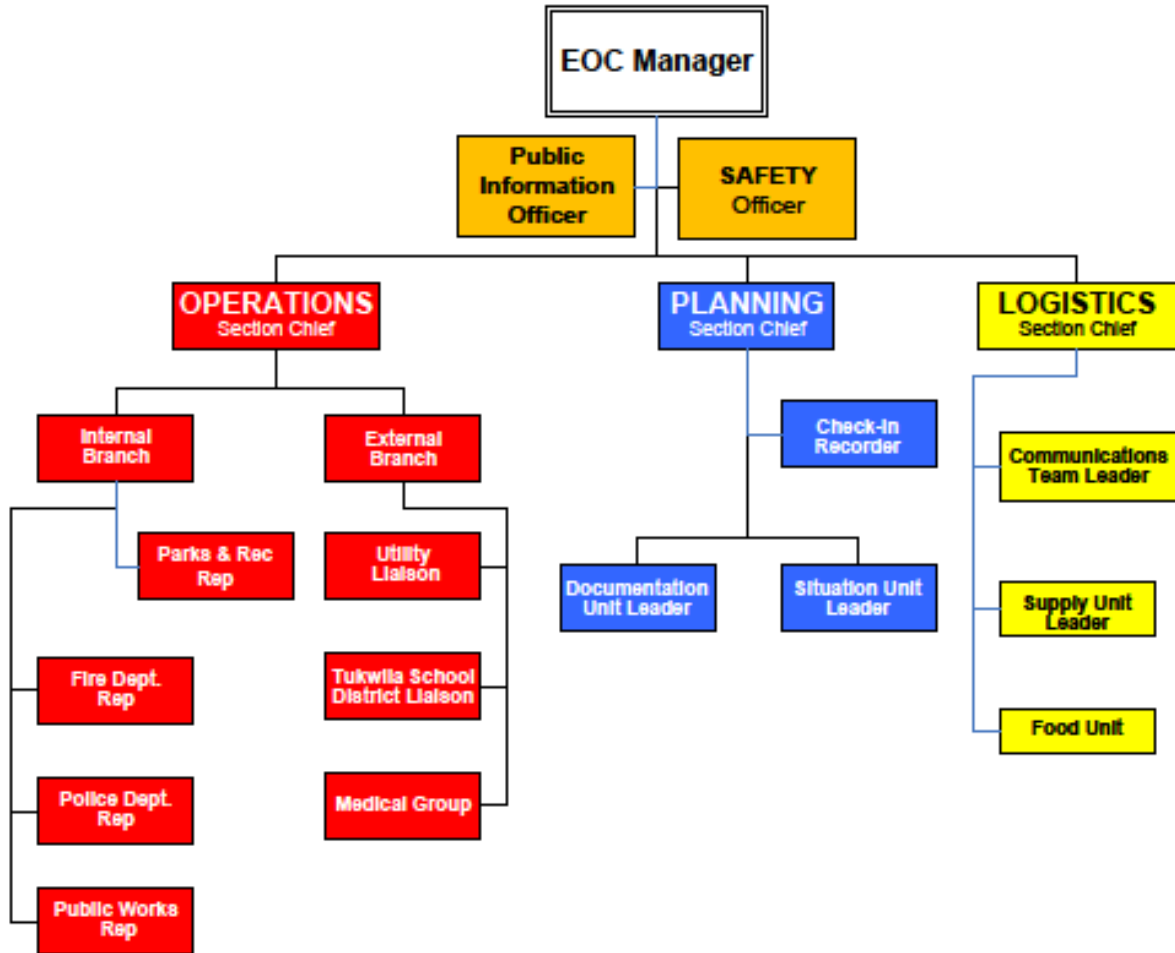 EOC Manager
Public
Information
Officer
SAFETY
Officer
OPERATIONS
Section Chief
PLANNING
Section Chief
LOGISTICS
Section Chief
Internal
Branch
External
Branch
Check-In
Recorder
Communications
Team Leader
Parks & Rec
Rep
Utility
Liaison
Documentation
Unit Leader
Situation Unit
Leader
Supply Unit
Leader
Fire Dept.
Rep
Tukwila School
District Liaison
Food Unit
Police Dept.
Rep
Medical Group
Public Works
Rep